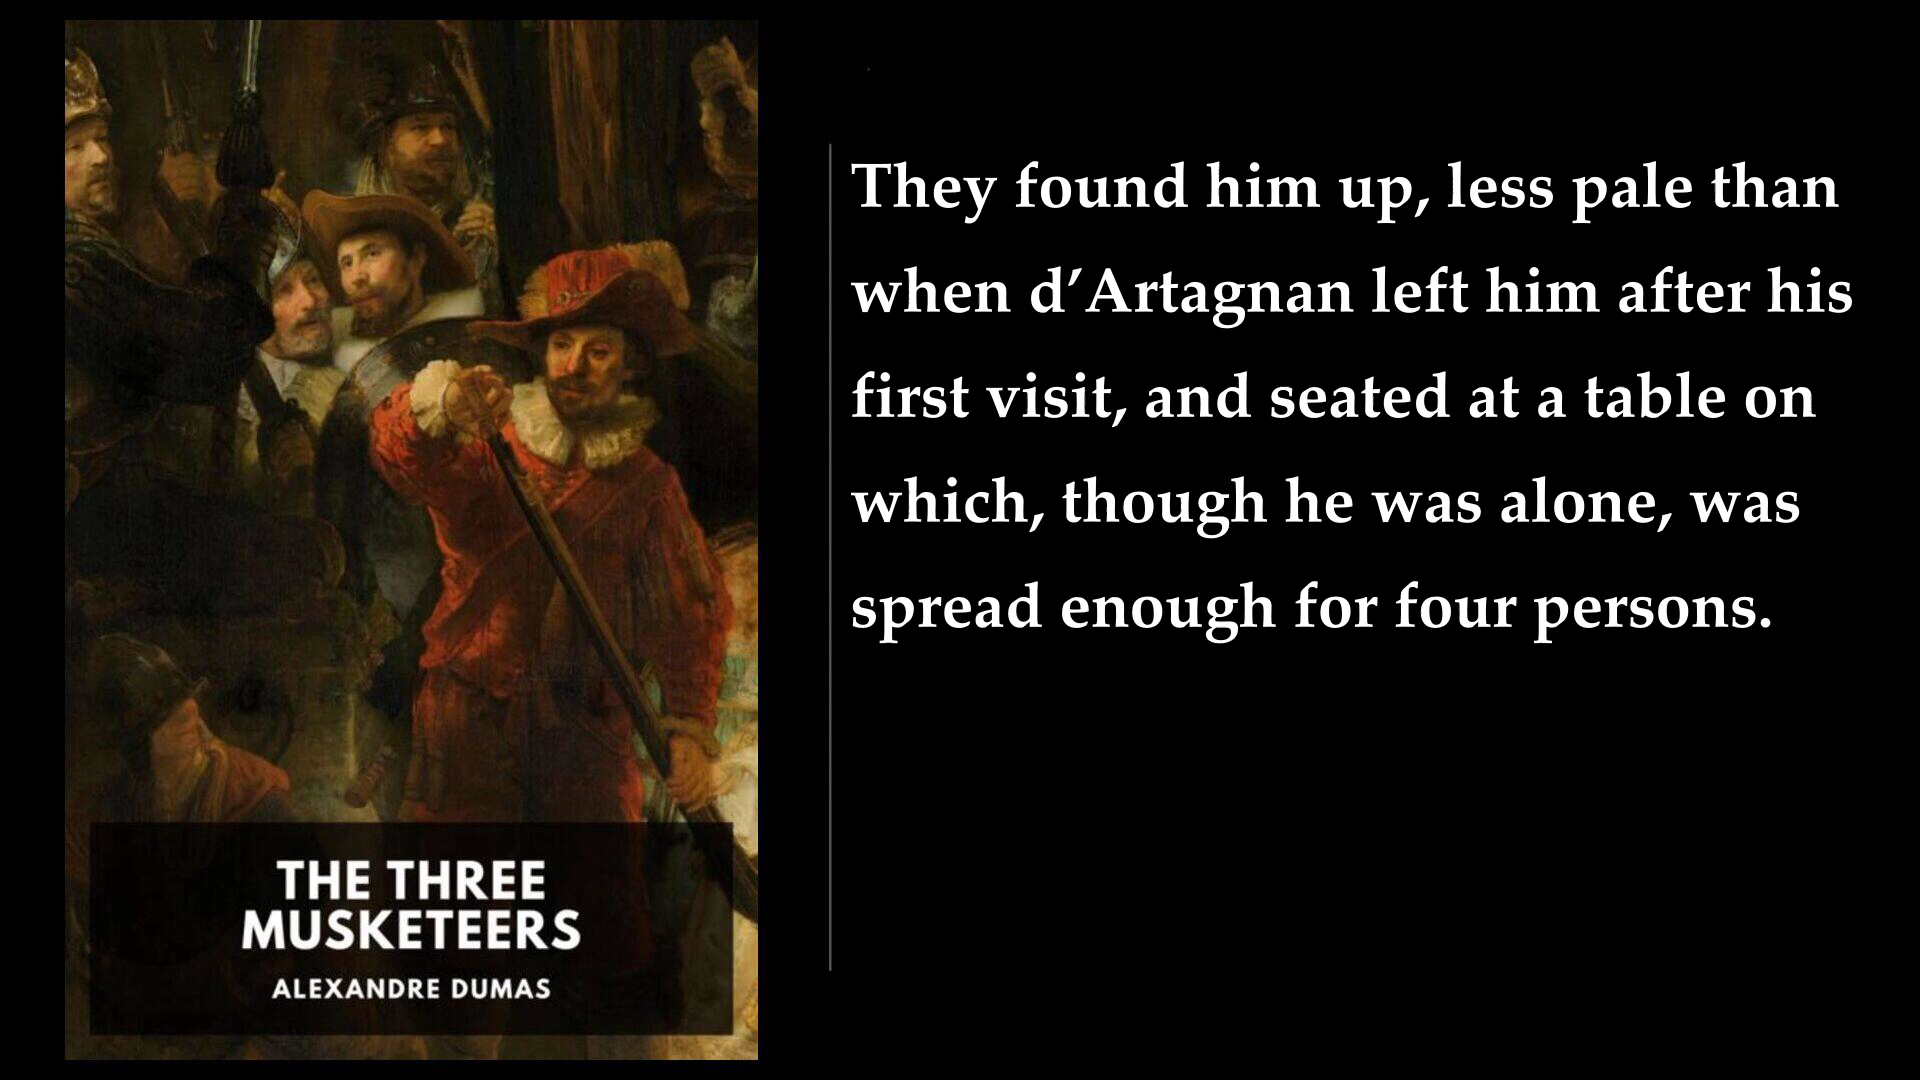 THE THREE
MUSKETEERS
ALEXANDRE DUMAS
They found him up, less pale than
when d’Artagnan left him after his
first visit, and seated at a table on
which, though he was alone, was
spread enough for four persons.